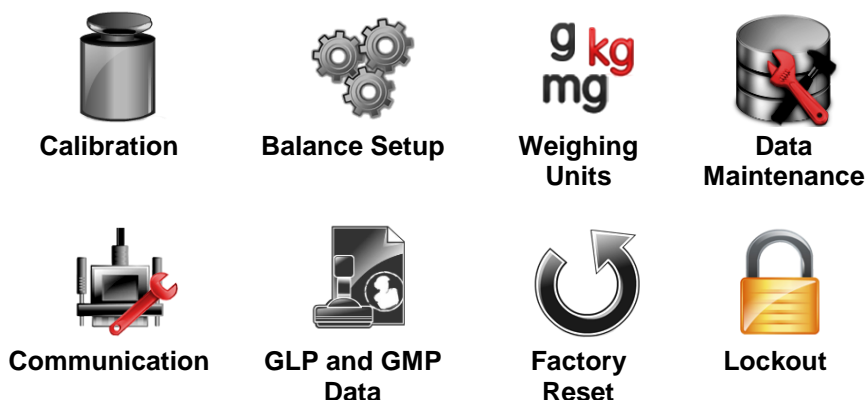 g kg
mg
Calibration
Balance Setup
Weighing
Units
Data
Maintenance
Communication
GLP and GMP
Data
Factory
Reset
Lockout